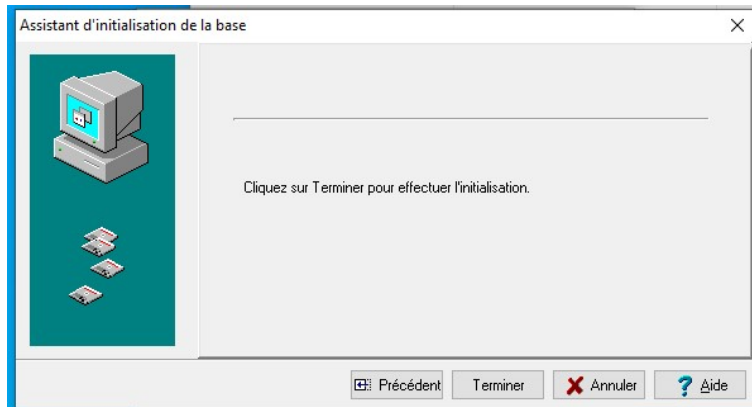 Assistant d'initialisation de la base
Cliquez sur Terminer pour effectuer l'initialisation.
Précédent Terminer Annuler Aide